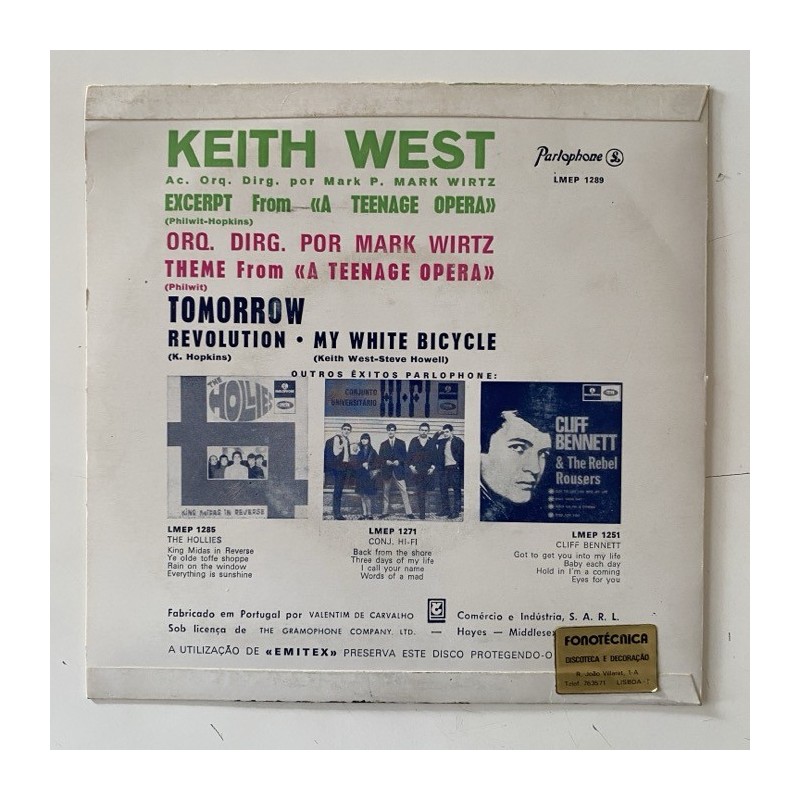 KEITH WEST
Ac. Orq. Dirg. por Mark P. MARK WIRTZ
EXCERPT From «A TEENAGE OPERA»
(Philwit-Hopkins)
ORQ. DIRG. POR MARK WIRTZ
THEME From «A TEENAGE OPERA»
(Philwit)
TOMORROW
REVOLUTION • MY WHITE BICYCLE
(K. Hopkins) (Keith West-Steve Howell)
Parlophone
LMEP 1289
OUTROS ÊXITOS PARLOPHONE:
THE HOLLIES
KING MIDAS IN REVERSE
CONJUNTO UNIVERSITÁRIO HI-FI
CLIFF BENNETT
& The Rebel
Rousers
LMEP 1285
THE HOLLIES
King Midas in Reverse
Ye olde toffe shoppe
Rain on the window
Everything is sunshine
LMEP 1271
CONJ. HI-FI
Back from the shore
Three days of my life
I call your name
Words of a mad
LMEP 1251
CLIFF BENNETT
Got to get you into my life
Baby each day
Hold in I'm a coming
Eyes for you
Fabricado em Portugal por VALENTIM DE CARVALHO Comércio e Indústria, S. A. R. L.
Sob licença de THE GRAMOPHONE COMPANY. LTD. — Hayes — Middlesex
A UTILIZAÇÃO DE «EMITEX» PRESERVA ESTE DISCO PROTEGENDO-O
FONOTÉCNICA
DISCOTECA E DECORAÇÃO
R. João Villaret, 1-A
Telef. 763571 LISBOA